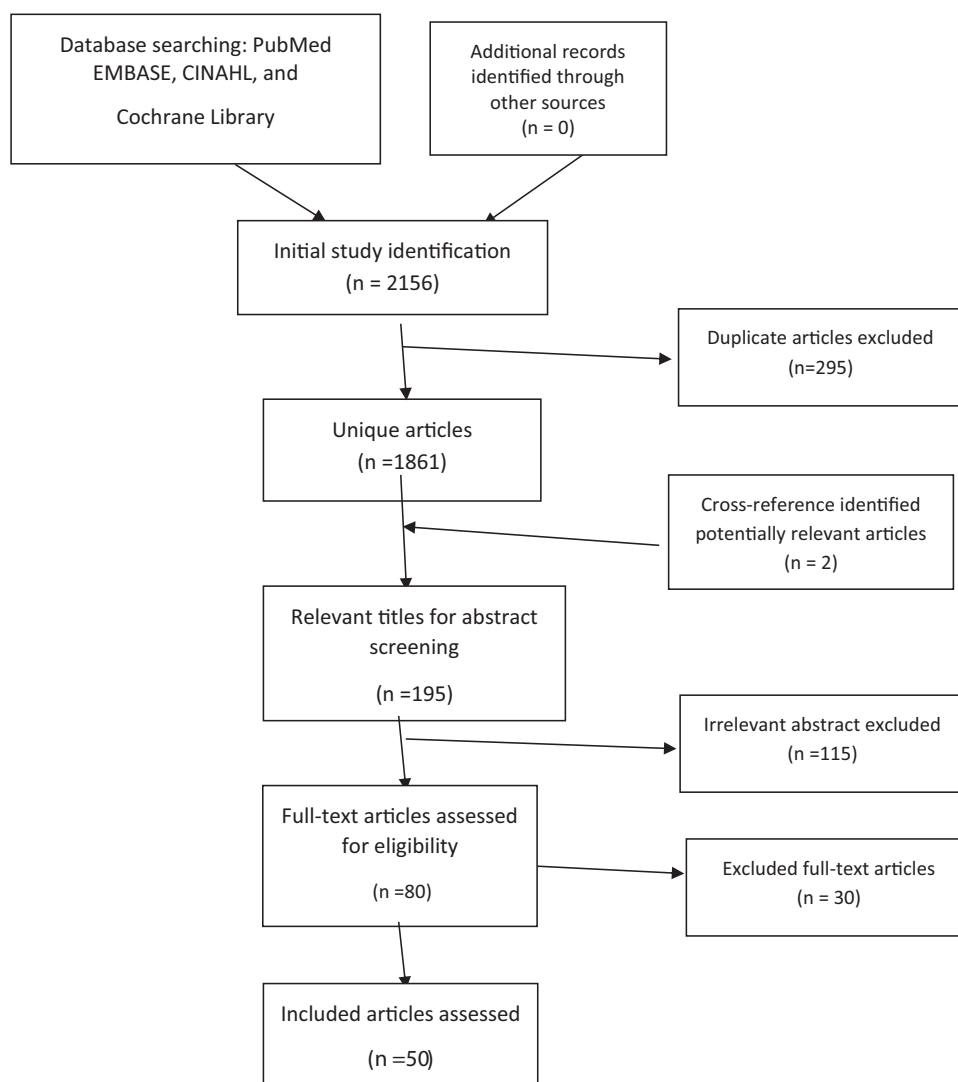 Database searching: PubMed
EMBASE, CINAHL, and
Cochrane Library
Additional records
identified through
other sources
(n = 0)
Initial study identification
(n = 2156)
Duplicate articles excluded
(n=295)
Unique articles
(n =1861)
Cross-reference identified
potentially relevant articles
(n = 2)
Relevant titles for abstract
screening
(n =195)
Irrelevant abstract excluded
(n =115)
Full-text articles assessed
for eligibility
(n =80)
Excluded full-text articles
(n = 30)
Included articles assessed
(n =50)